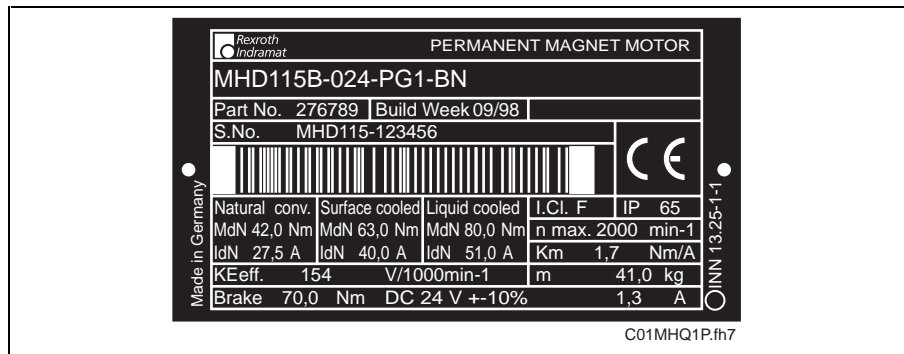 Rexroth
Indramat
PERMANENT MAGNET MOTOR
MHD115B-024-PG1-BN
Part No. 276789 Build Week 09/98
S.No. MHD115-123456
CE
Natural conv. Surface cooled Liquid cooled I.Cl. F IP 65
MdN 42,0 Nm MdN 63,0 Nm MdN 80,0 Nm n max. 2000 min-1
IdN 27,5 A IdN 40,0 A IdN 51,0 A Km 1,7 Nm/A
KEeff. 154 V/1000min-1 m 41,0 kg
Brake 70,0 Nm DC 24 V +-10% 1,3 A
Made in Germany
INN 13.25-1-1
C01MHQ1P.fh7